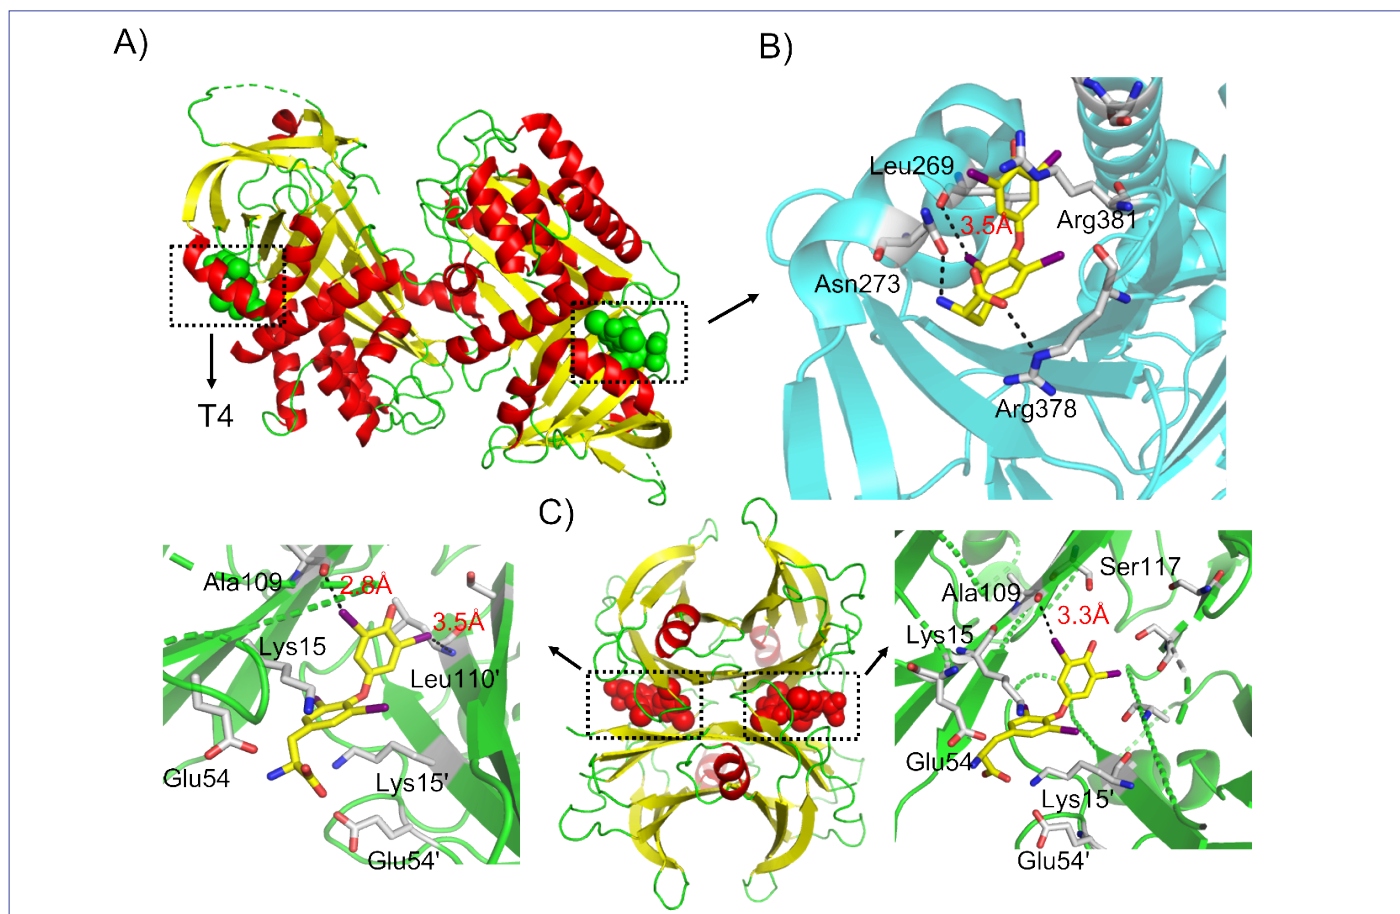 A)
T4
B)
Leu269
3.5Å
Arg381
Asn273
Arg378
C)
Ala109
2.8Å
3.5Å
Lys15
Leu110'
Glu54
Lys15'
Glu54'
Ser117
Ala109
3.3Å
Lys15
Glu54
Lys15'
Glu54'